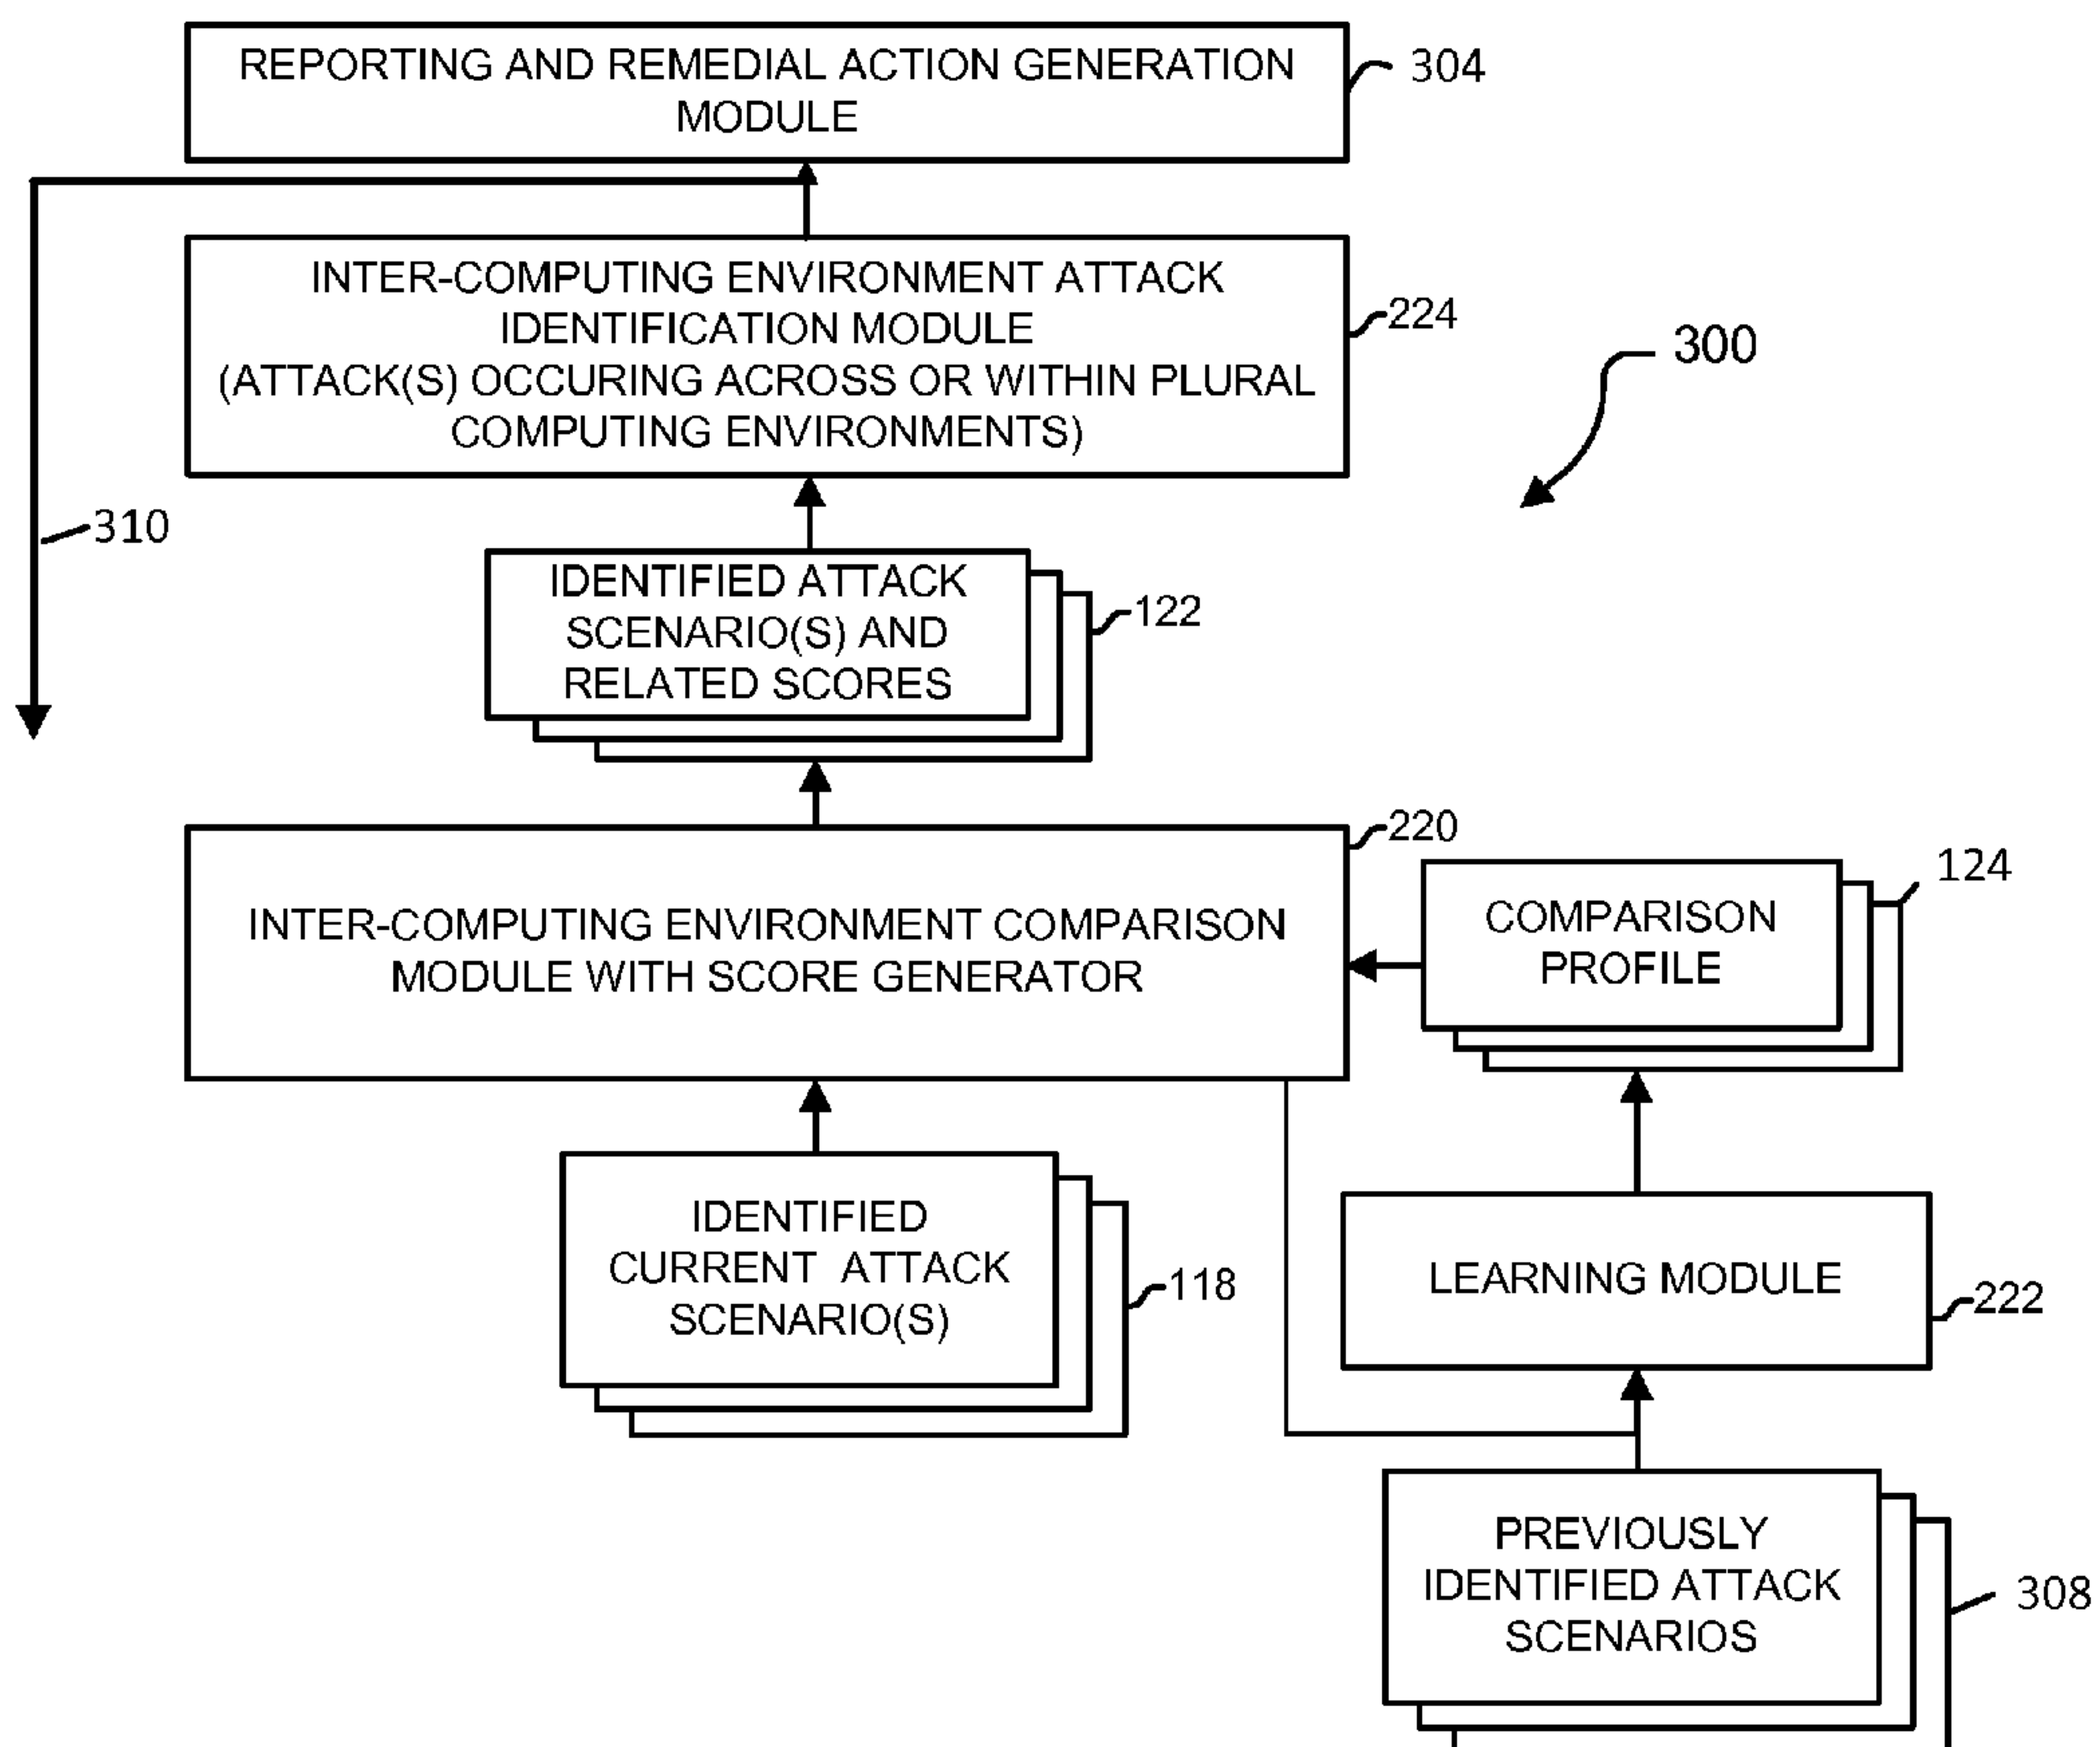 REPORTING AND REMEDIAL ACTION GENERATION
MODULE
304
INTER-COMPUTING ENVIRONMENT ATTACK
IDENTIFICATION MODULE
(ATTACK(S) OCCURING ACROSS OR WITHIN PLURAL
COMPUTING ENVIRONMENTS)
224
300
310
IDENTIFIED ATTACK
SCENARIO(S) AND
RELATED SCORES
122
220
INTER-COMPUTING ENVIRONMENT COMPARISON
MODULE WITH SCORE GENERATOR
COMPARISON
PROFILE
124
IDENTIFIED
CURRENT ATTACK
SCENARIO(S)
118
LEARNING MODULE
222
PREVIOUSLY
IDENTIFIED ATTACK
SCENARIOS
308